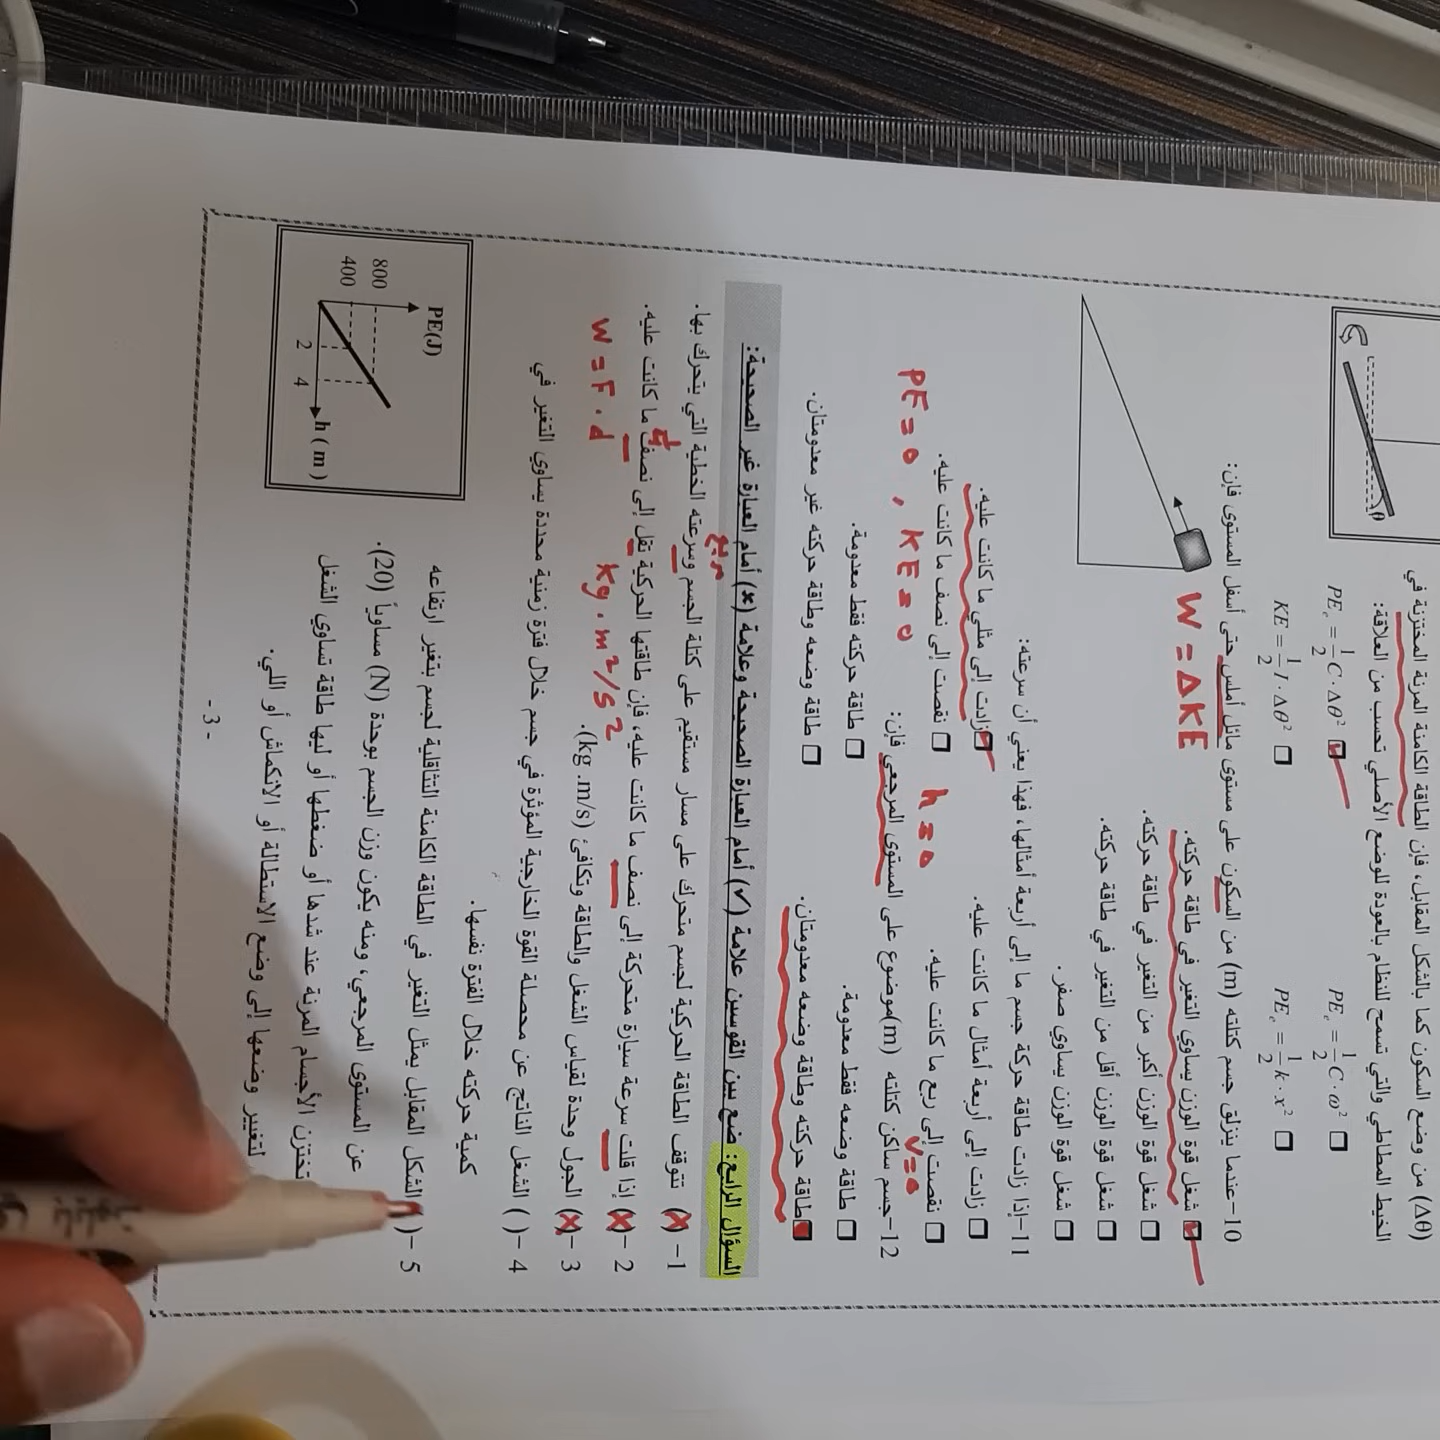 (Δθ) من وضع السكون كما بالشكل المقابل، فإن الطاقة الكامنة المرنة المختزنة في
الخيط المطاطي والتي تسمح للنظام بالعودة للوضع الأصلي تحسب من العلاقة:
θ
PEe = 1/2 C · ω² □ PEe = 1/2 C · Δθ² □
PEe = 1/2 k · x² □ KE = 1/2 I · Δθ² □
10-عندما ينزلق جسم كتلته (m) من السكون على مستوى مائل أملس حتى أسفل المستوى فإن:
□ شغل قوة الوزن يساوي التغير في طاقة حركته.
W = ΔKE
□ شغل قوة الوزن أكبر من التغير في طاقة حركته.
□ شغل قوة الوزن أقل من التغير في طاقة حركته.
□ شغل قوة الوزن يساوي صفر.
11-إذا زادت طاقة حركة جسم ما إلى أربعة أمثالها، فهذا يعني أن سرعته:
□ زادت إلى أربعة أمثال ما كانت عليه. □ زادت إلى مثلي ما كانت عليه.
□ نقصت إلى ربع ما كانت عليه. □ نقصت إلى نصف ما كانت عليه.
v=0 h=0 PE=0 , KE=0
12-جسم ساكن كتلته (m)موضوع على المستوى المرجعي فإن:
□ طاقة وضعه فقط معدومة. □ طاقة حركته فقط معدومة.
□ طاقة حركته وطاقة وضعه معدومتان. □ طاقة وضعه وطاقة حركته غير معدومتان.
السؤال الرابع: ضع بين القوسين علامة (✓) أمام العبارة الصحيحة وعلامة (×) أمام العبارة غير الصحيحة:
مربع
1- (X) تتوقف الطاقة الحركية لجسم متحرك على مسار مستقيم على كتلة الجسم وسرعته الخطية التي يتحرك بها.
2- (X) إذا قلت سرعة سيارة متحركة إلى نصف ما كانت عليه، فإن طاقتها الحركية تقل إلى نصف ما كانت عليه.
kg.m²/s² W = F . d
3- (X) الجول وحدة لقياس الشغل والطاقة وتكافئ (kg .m/s).
4- ( ) الشغل الناتج عن محصلة القوة الخارجية المؤثرة في جسم خلال فترة زمنية محددة يساوي التغير في
كمية حركته خلال الفترة نفسها.
5- ( ) الشكل المقابل يمثل التغير في الطاقة الكامنة التثاقلية لجسم بتغير ارتفاعه
عن المستوى المرجعي، ومنه يكون وزن الجسم بوحدة (N) مساوياً (20).
PE(J)
800
400
2 4 h ( m )
تختزن الأجسام المرنة عند شدها أو ضغطها أو ليها طاقة تساوي الشغل
لتغيير وضعها إلى وضع الاستطالة أو الانكماش أو اللي.
- 3 -